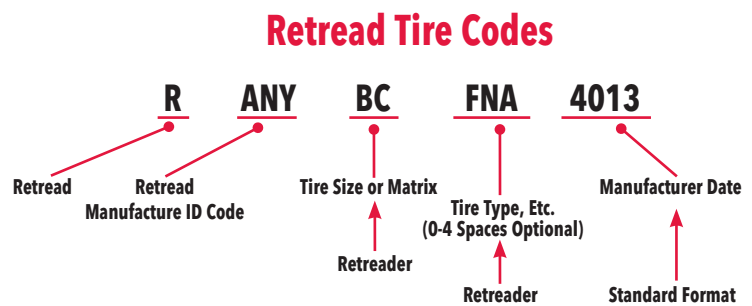 Retread Tire Codes
R ANY BC FNA 4013
Retread
Retread
Manufacture ID Code
Tire Size or Matrix
Retreader
Tire Type, Etc.
(0-4 Spaces Optional)
Retreader
Manufacturer Date
Standard Format